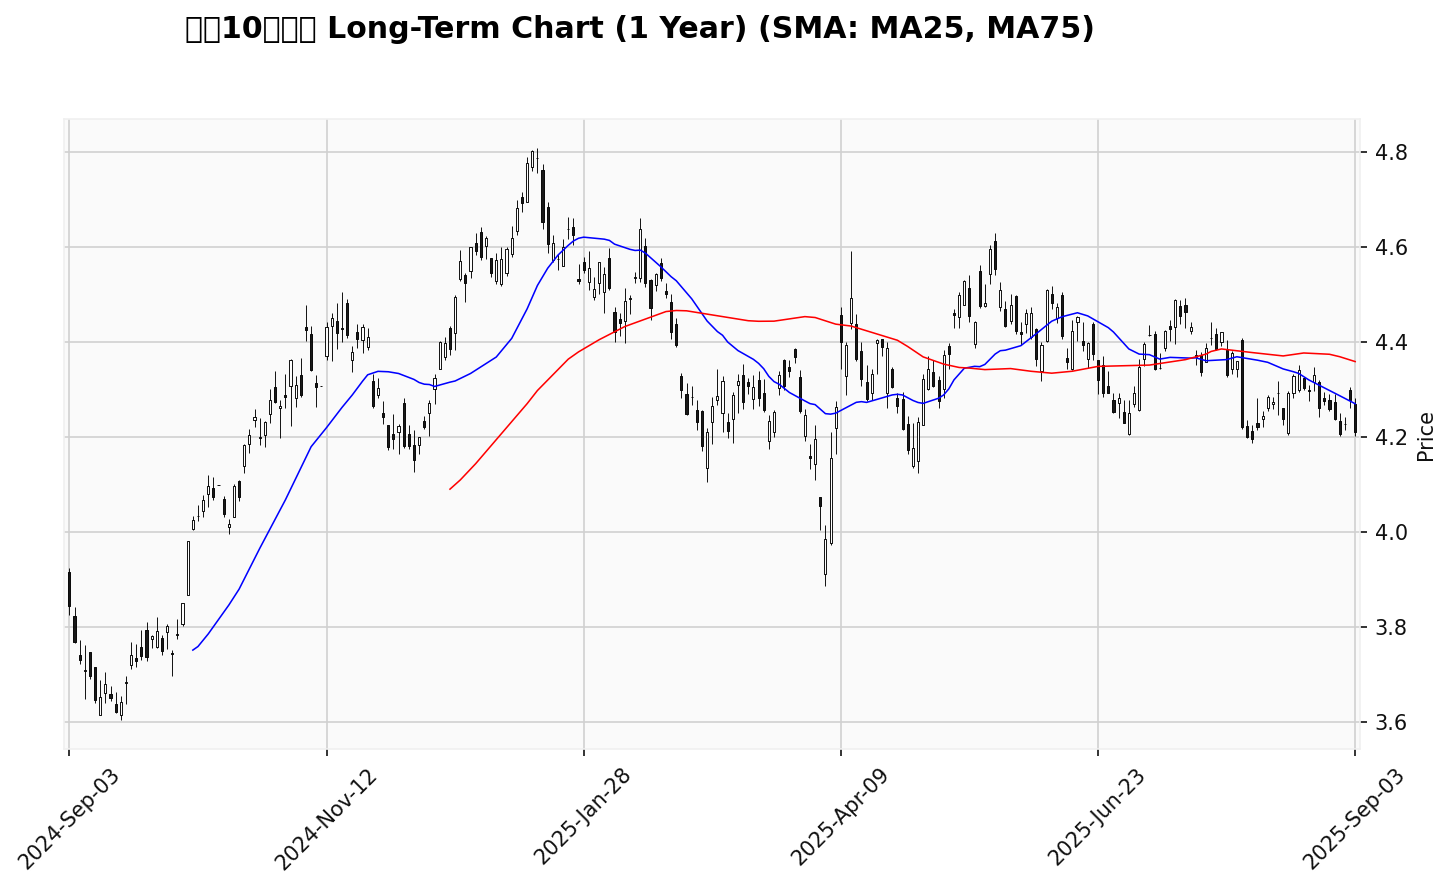 10 Long-Term Chart (1 Year) (SMA: MA25, MA75)
4.8
4.6
4.4
4.2
4.0
3.8
3.6
Price
2024-Sep-03
2024-Nov-12
2025-Jan-28
2025-Apr-09
2025-Jun-23
2025-Sep-03